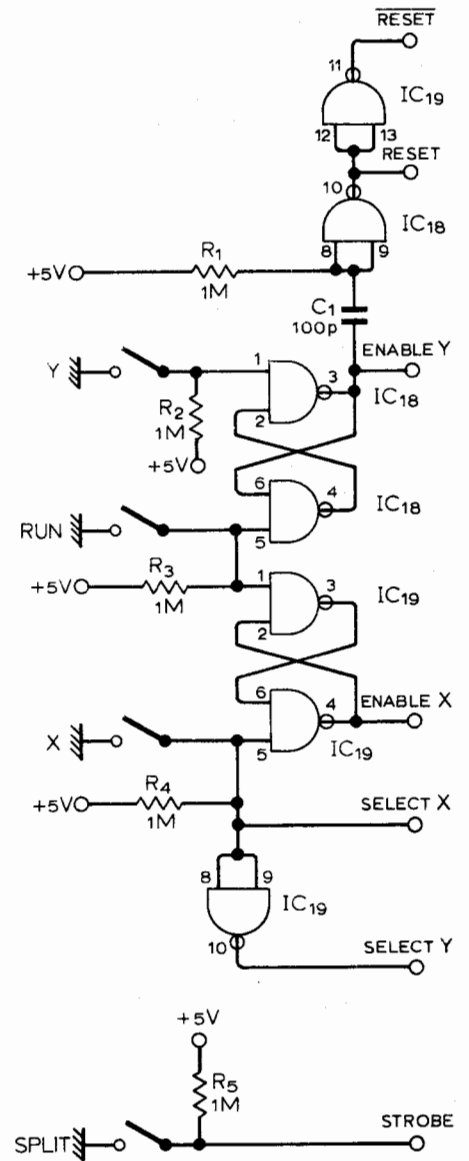 RESET
11
IC19
12 13
RESET
10
IC18
8 9
R1
+5V
1M
C1
100p
ENABLE Y
Y
1
3
IC18
R2
1M
2
+5V
6
4
IC18
RUN
5
R3
+5V
1M
1
3
IC19
2
6
4
ENABLE X
X
5
IC19
R4
+5V
1M
SELECT X
8 9
IC19
10
SELECT Y
+5V
R5
1M
STROBE
SPLIT